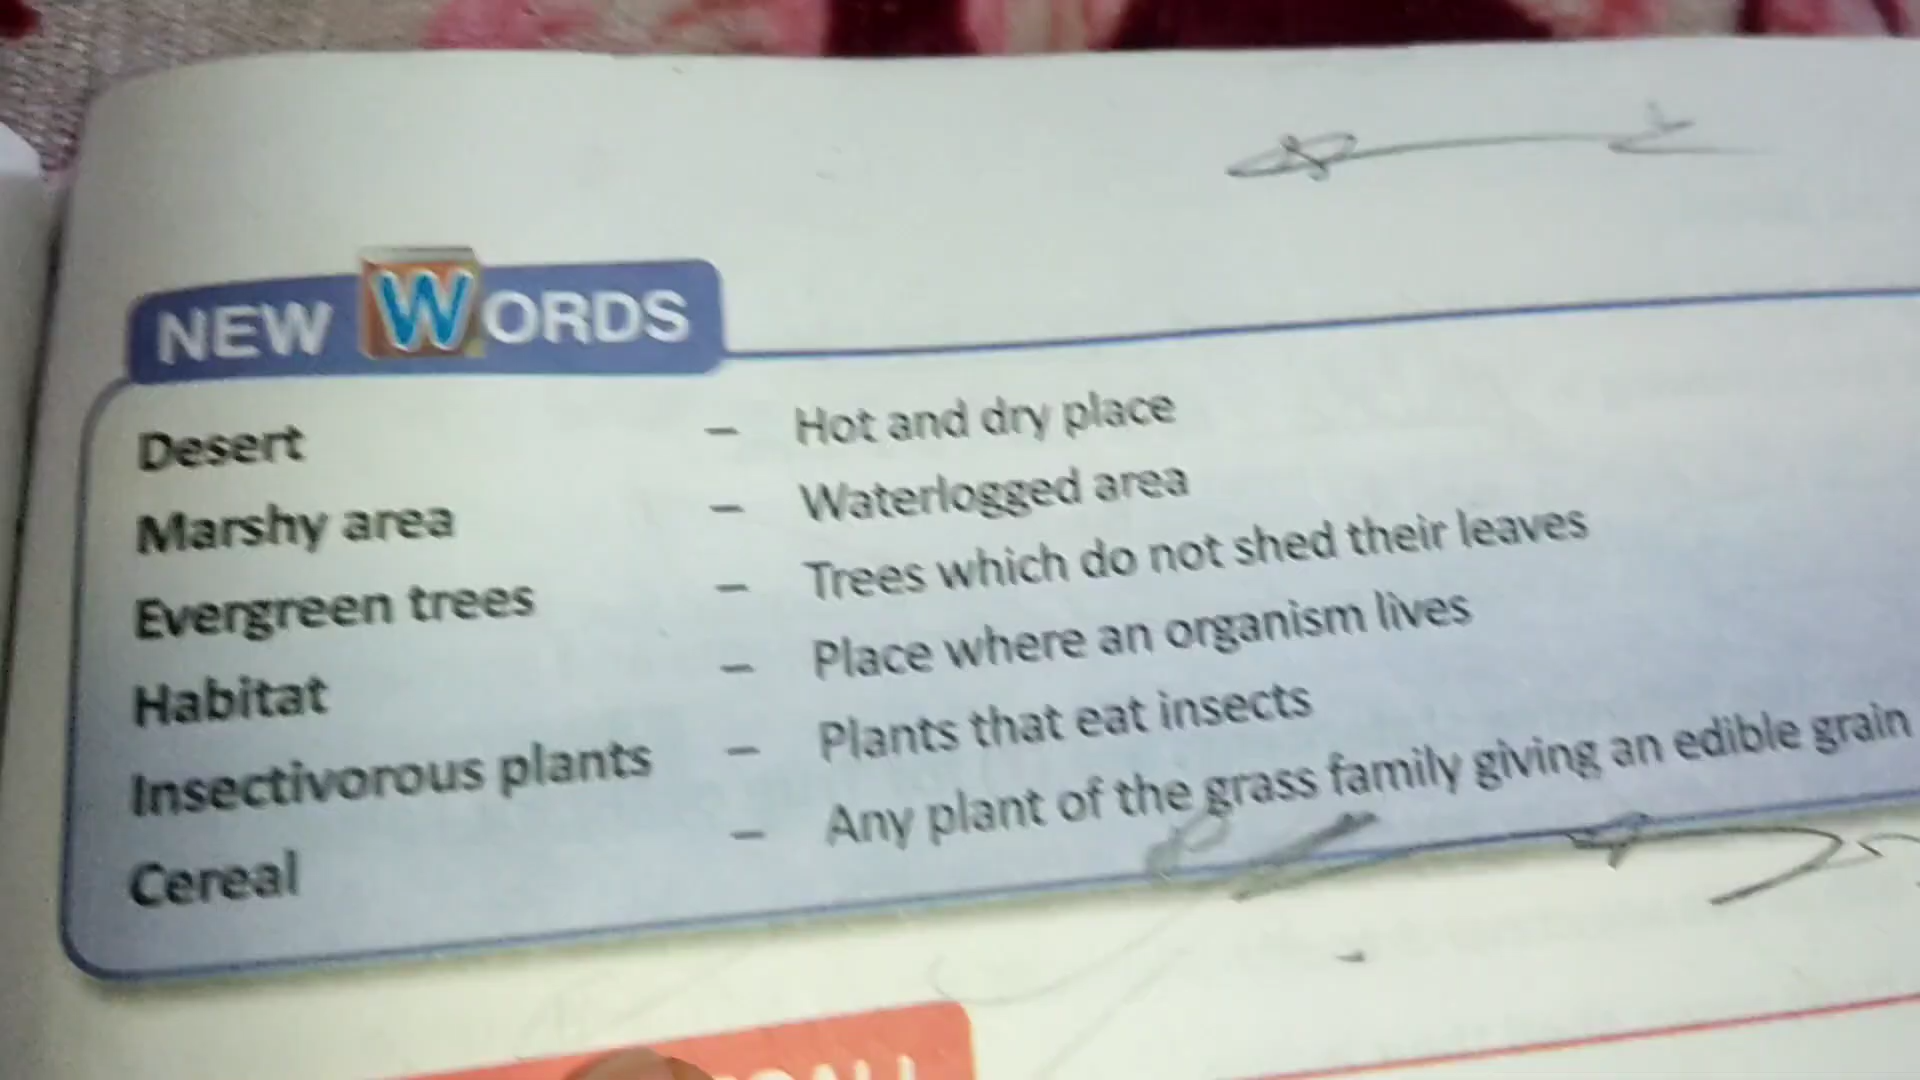 NEW WORDS
Desert – Hot and dry place
Marshy area – Waterlogged area
Evergreen trees – Trees which do not shed their leaves
Habitat – Place where an organism lives
Insectivorous plants – Plants that eat insects
Cereal – Any plant of the grass family giving an edible grain